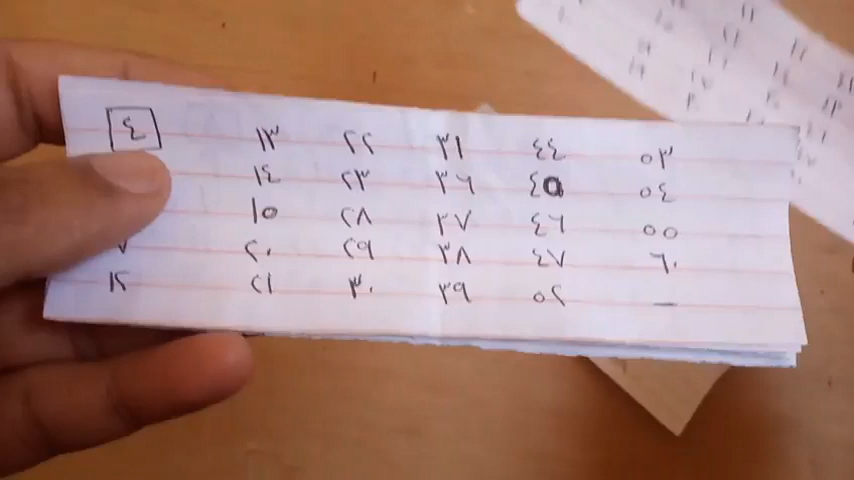 ٤ ١٣ ٢٢ ٣١ ٤٤ ٥٣
١٤ ٢٣ ٣٦ ٤٥ ٥٤
١٥ ٢٨ ٣٧ ٤٦ ٥٥
٧ ٢٠ ٢٩ ٣٨ ٤٧ ٦٠
١٢ ٢١ ٣٠ ٣٩ ٥٢ —